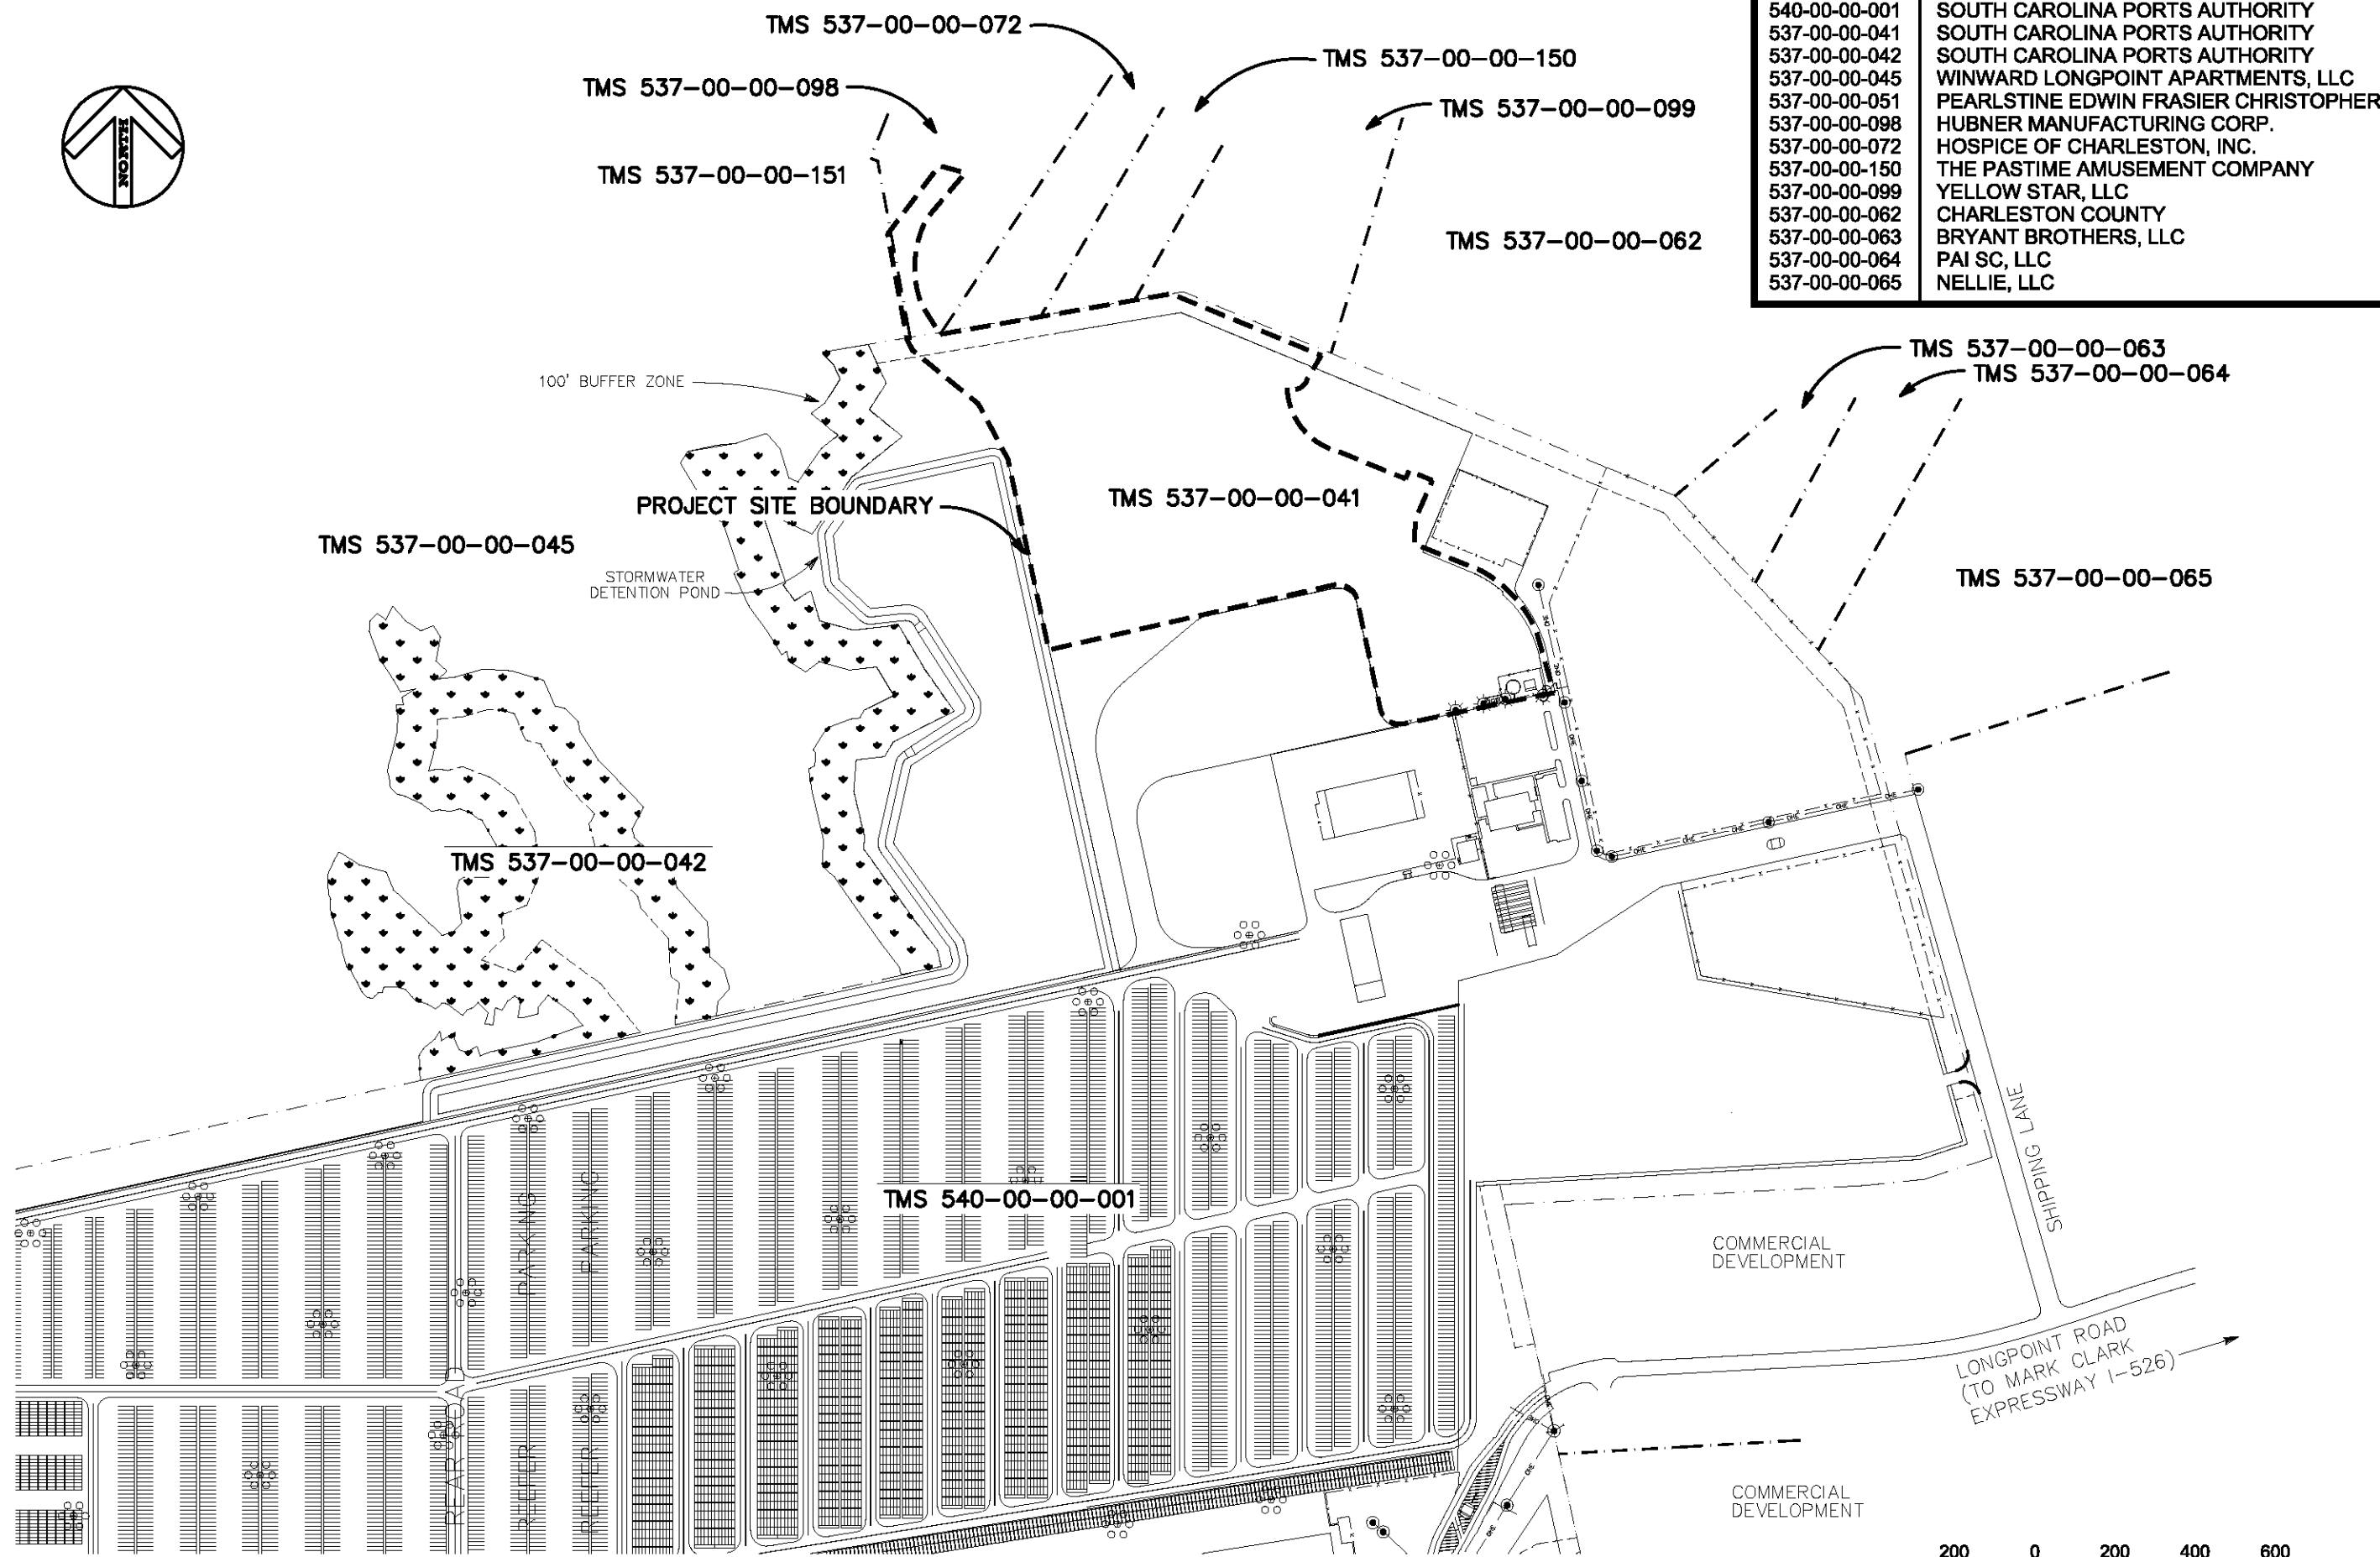 TMS 537-00-00-072
TMS 537-00-00-150
TMS 537-00-00-098
TMS 537-00-00-099
TMS 537-00-00-151
TMS 537-00-00-062
NORTH
540-00-00-001 SOUTH CAROLINA PORTS AUTHORITY
537-00-00-041 SOUTH CAROLINA PORTS AUTHORITY
537-00-00-042 SOUTH CAROLINA PORTS AUTHORITY
537-00-00-045 WINWARD LONGPOINT APARTMENTS, LLC
537-00-00-051 PEARLSTINE EDWIN FRASIER CHRISTOPHER
537-00-00-098 HUBNER MANUFACTURING CORP.
537-00-00-072 HOSPICE OF CHARLESTON, INC.
537-00-00-150 THE PASTIME AMUSEMENT COMPANY
537-00-00-099 YELLOW STAR, LLC
537-00-00-062 CHARLESTON COUNTY
537-00-00-063 BRYANT BROTHERS, LLC
537-00-00-064 PAI SC, LLC
537-00-00-065 NELLIE, LLC
TMS 537-00-00-063
TMS 537-00-00-064
100' BUFFER ZONE
PROJECT SITE BOUNDARY
TMS 537-00-00-041
TMS 537-00-00-045
STORMWATER
DETENTION POND
TMS 537-00-00-065
TMS 537-00-00-042
OHE
OHE
OHE
OHE
OHE
OHE
OHE
OHE
SHIPPING LANE
TMS 540-00-00-001
PARKING
PARKING
COMMERCIAL
DEVELOPMENT
LONGPOINT ROAD
(TO MARK CLARK
EXPRESSWAY I-526)
REAR ROAD
REEFER
REEFER
COMMERCIAL
DEVELOPMENT
200 0 200 400 600